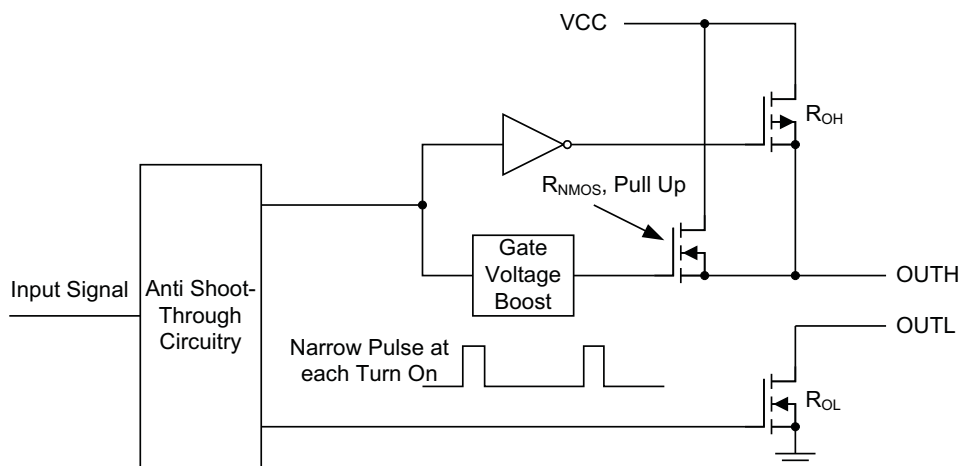 VCC
R_OH
R_NMOS, Pull Up
Gate
Voltage
Boost
OUTH
Input Signal
Anti Shoot-
Through
Circuitry
OUTL
Narrow Pulse at
each Turn On
R_OL